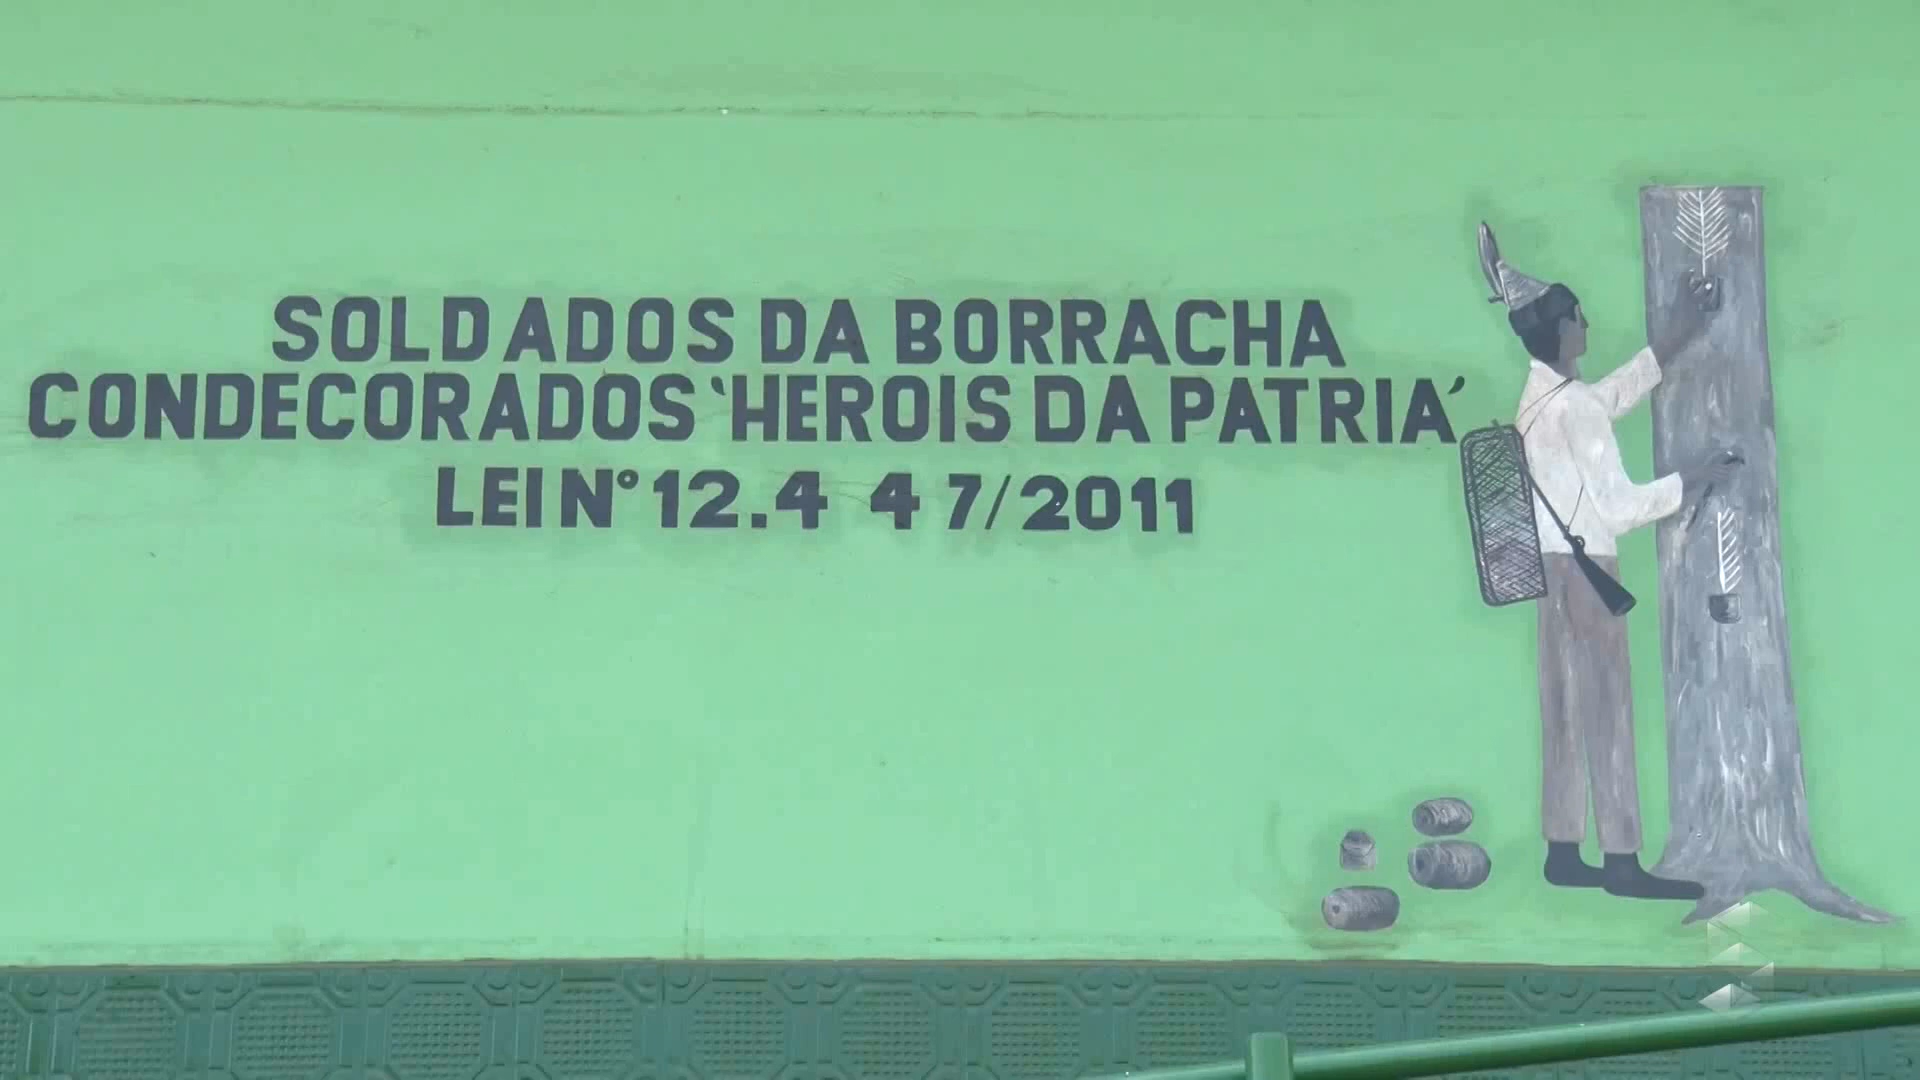 SOLDADOS DA BORRACHA
CONDECORADOS 'HEROIS DA PATRIA'
LEI N° 12.4 4 7/2011